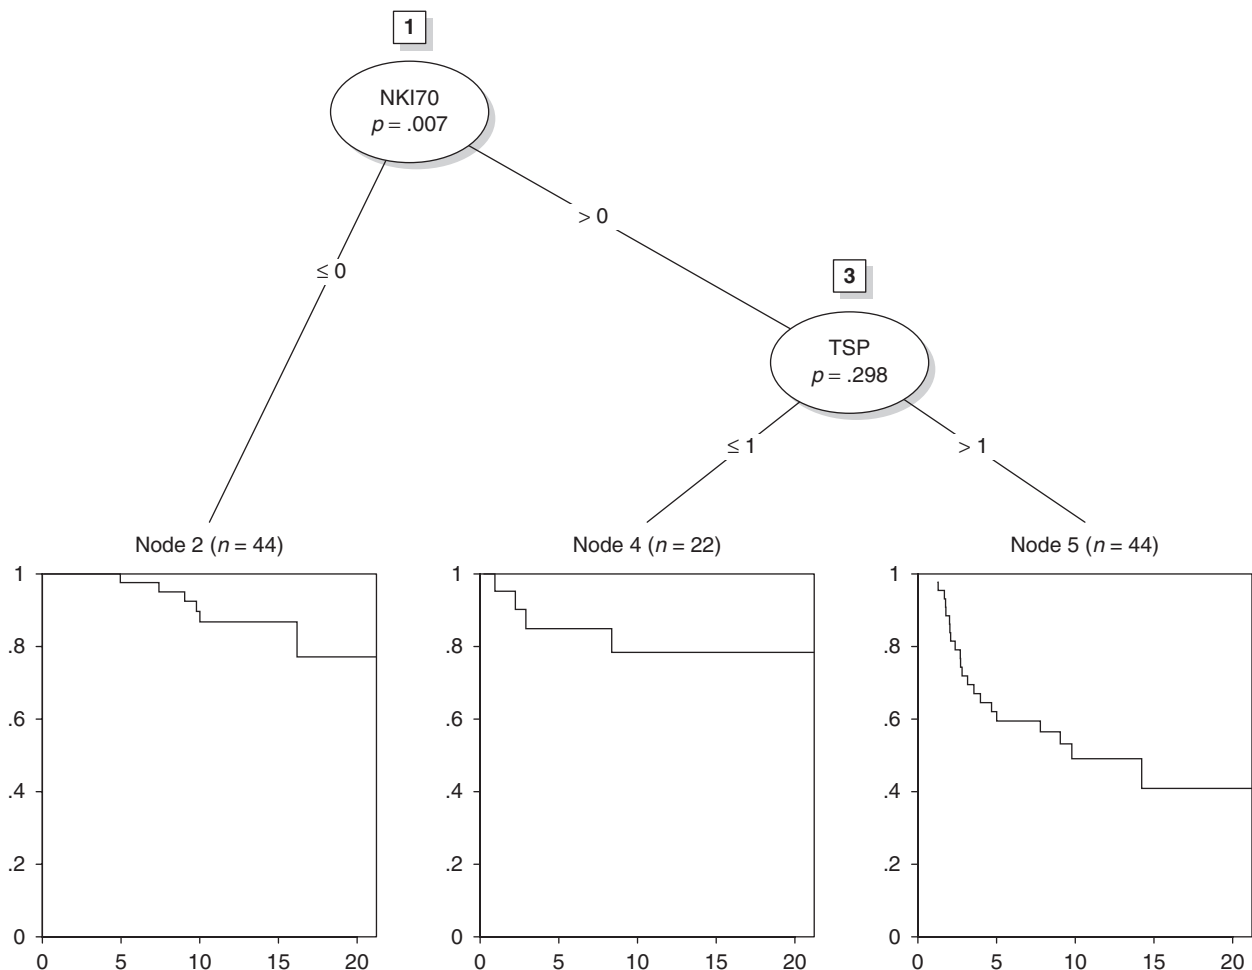 1
NKI70
p = .007
≤ 0
> 0
3
TSP
p = .298
≤ 1
> 1
Node 2 (n = 44)
1
.8
.6
.4
.2
0
0 5 10 15 20
Node 4 (n = 22)
1
.8
.6
.4
.2
0
0 5 10 15 20
Node 5 (n = 44)
1
.8
.6
.4
.2
0
0 5 10 15 20